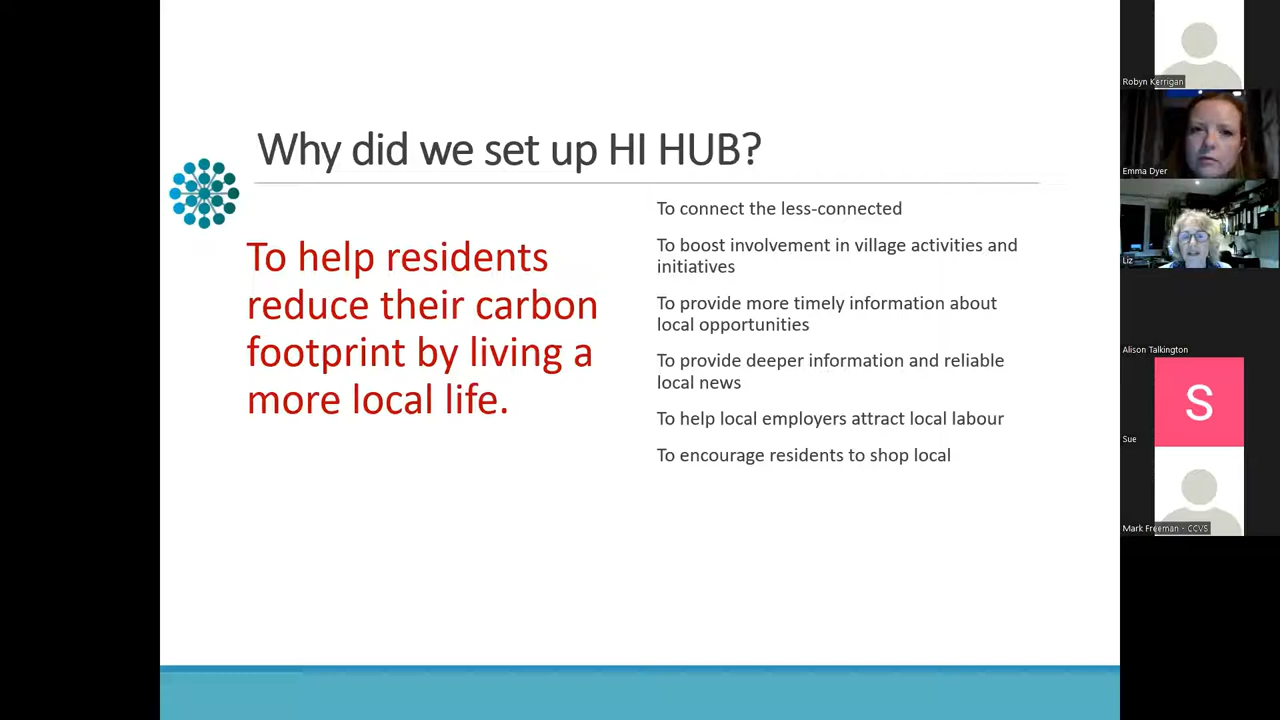 Why did we set up HI HUB?
To help residents
reduce their carbon
footprint by living a
more local life.
To connect the less-connected
To boost involvement in village activities and
initiatives
To provide more timely information about
local opportunities
To provide deeper information and reliable
local news
To help local employers attract local labour
To encourage residents to shop local
Robyn Kerrigan
Emma Dyer
Liz
Alison Talkington
S
Sue
Mark Freeman - CCVS